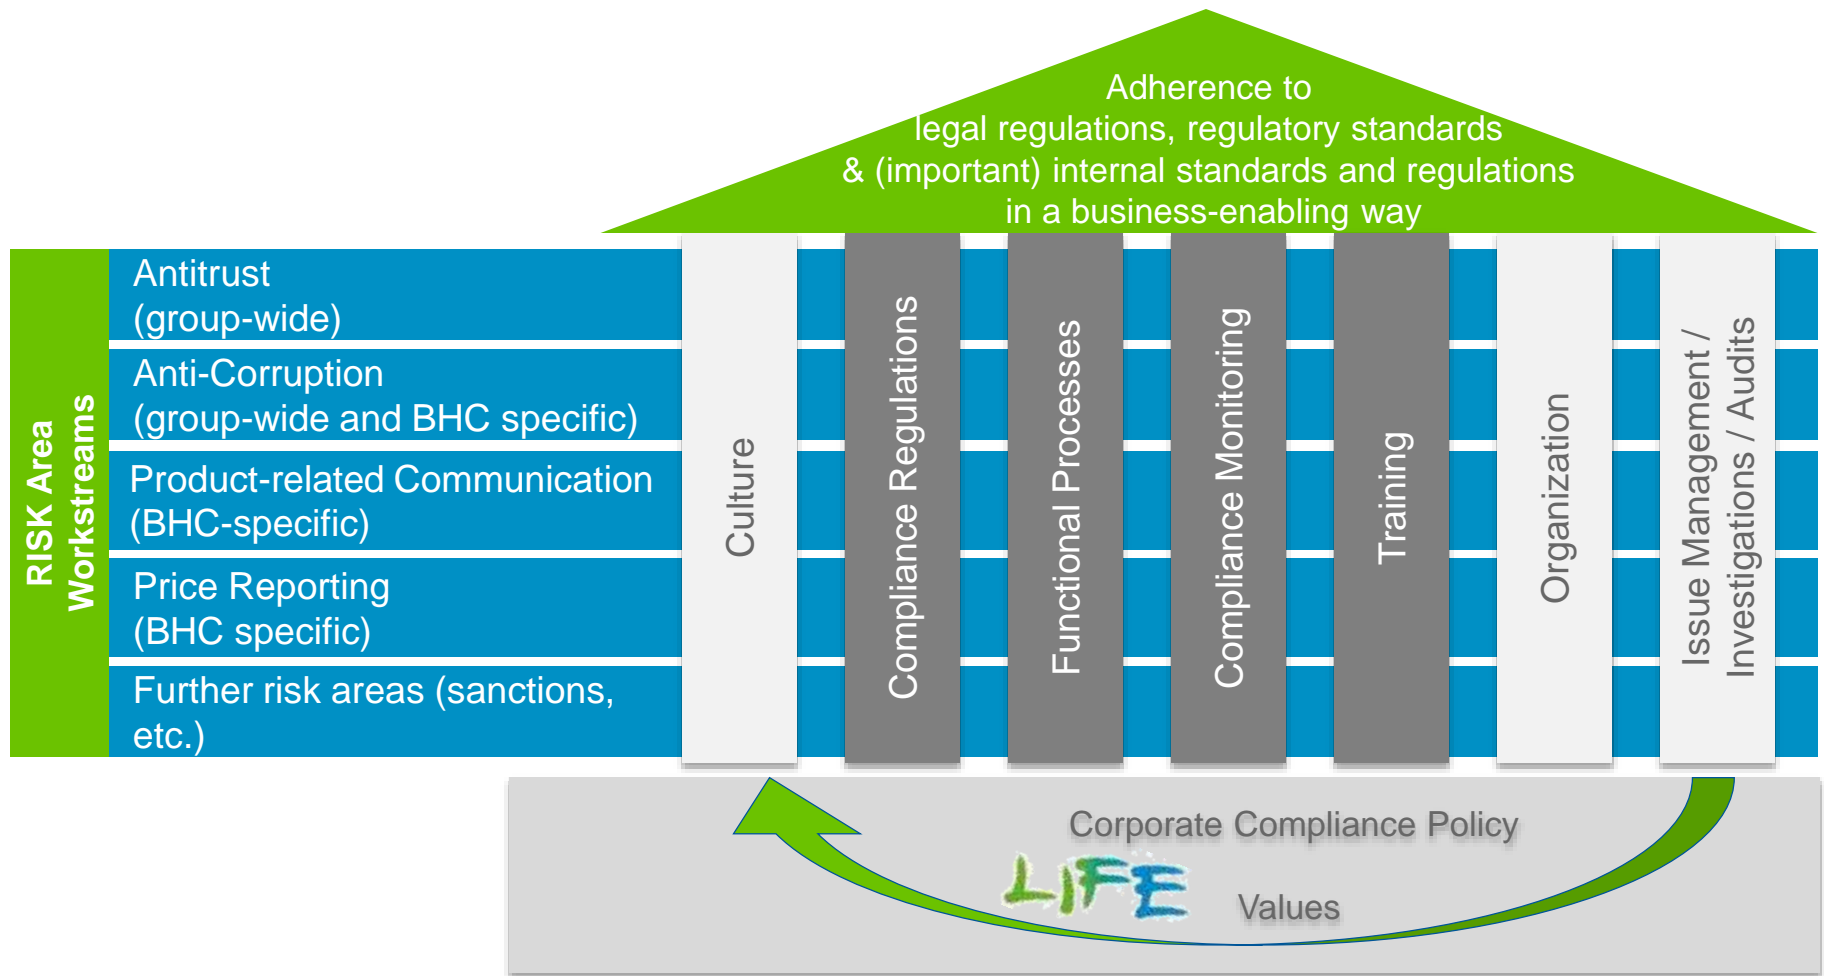 Adherence to
legal regulations, regulatory standards
& (important) internal standards and regulations
in a business-enabling way
RISK Area
Workstreams
Antitrust
(group-wide)
Anti-Corruption
(group-wide and BHC specific)
Product-related Communication
(BHC-specific)
Price Reporting
(BHC specific)
Further risk areas (sanctions,
etc.)
Culture
Compliance Regulations
Functional Processes
Compliance Monitoring
Training
Organization
Issue Management /
Investigations / Audits
Corporate Compliance Policy
LIFE
Values